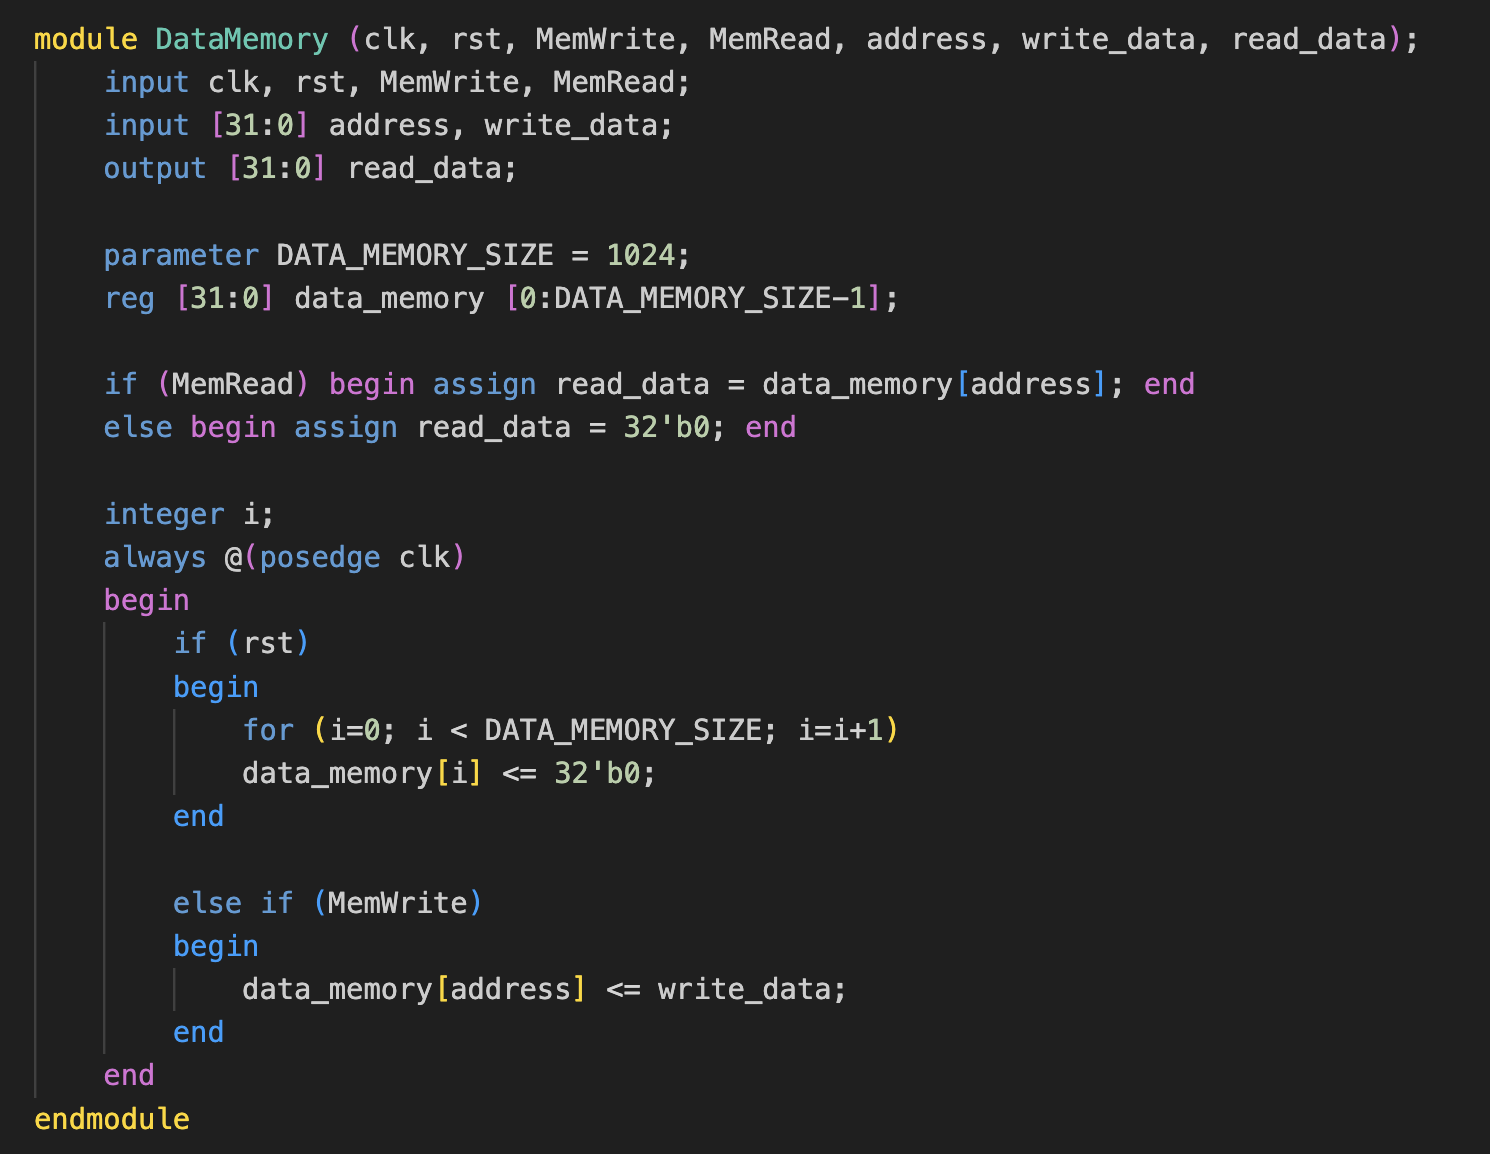 module DataMemory (clk, rst, MemWrite, MemRead, address, write_data, read_data);
input clk, rst, MemWrite, MemRead;
input [31:0] address, write_data;
output [31:0] read_data;
parameter DATA_MEMORY_SIZE = 1024;
reg [31:0] data_memory [0:DATA_MEMORY_SIZE-1];
if (MemRead) begin assign read_data = data_memory[address]; end
else begin assign read_data = 32'b0; end
integer i;
always @(posedge clk)
begin
if (rst)
begin
for (i=0; i < DATA_MEMORY_SIZE; i=i+1)
data_memory[i] <= 32'b0;
end
else if (MemWrite)
begin
data_memory[address] <= write_data;
end
end
endmodule